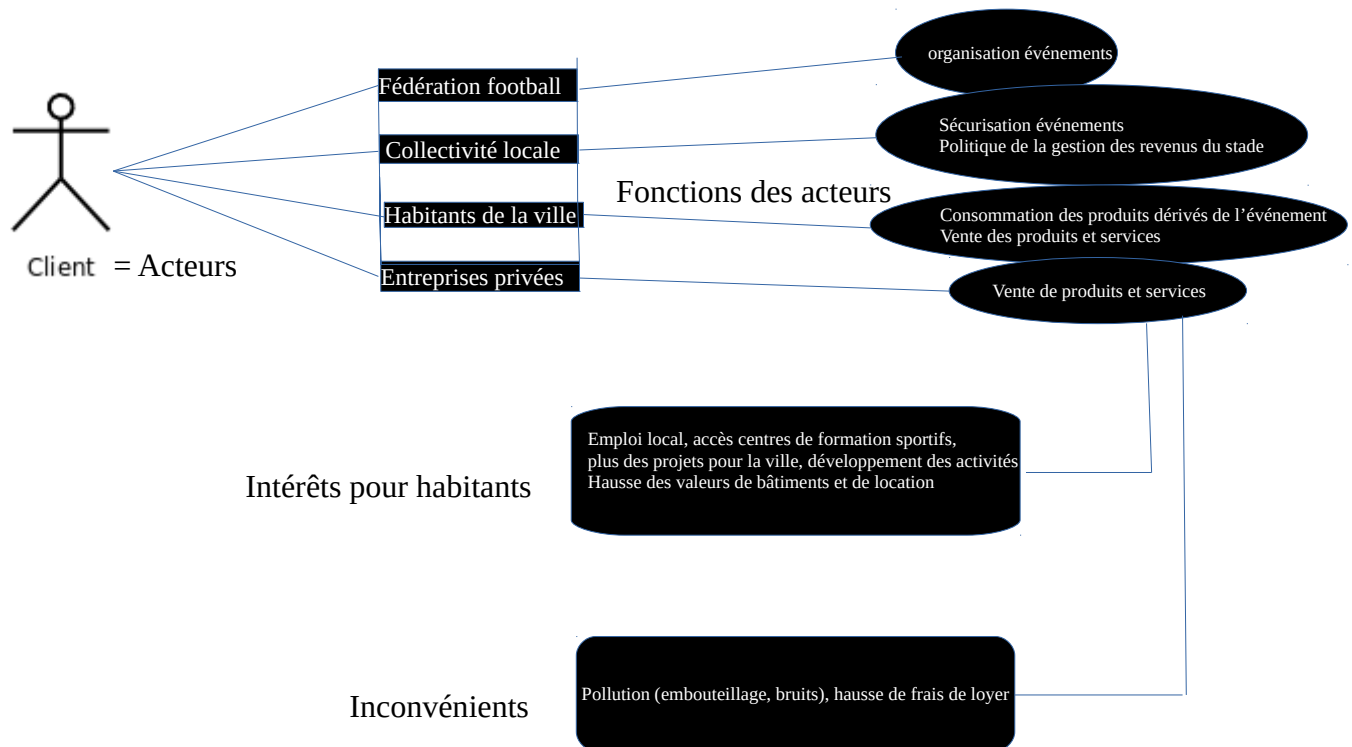 organisation événements
Fédération football
Sécurisation événements
Politique de la gestion des revenus du stade
Collectivité locale
Fonctions des acteurs
Habitants de la ville
Consommation des produits dérivés de l’événement
Vente des produits et services
Client = Acteurs
Entreprises privées
Vente de produits et services
Intérêts pour habitants
Emploi local, accès centres de formation sportifs,
plus des projets pour la ville, développement des activités
Hausse des valeurs de bâtiments et de location
Inconvénients
Pollution (embouteillage, bruits), hausse de frais de loyer